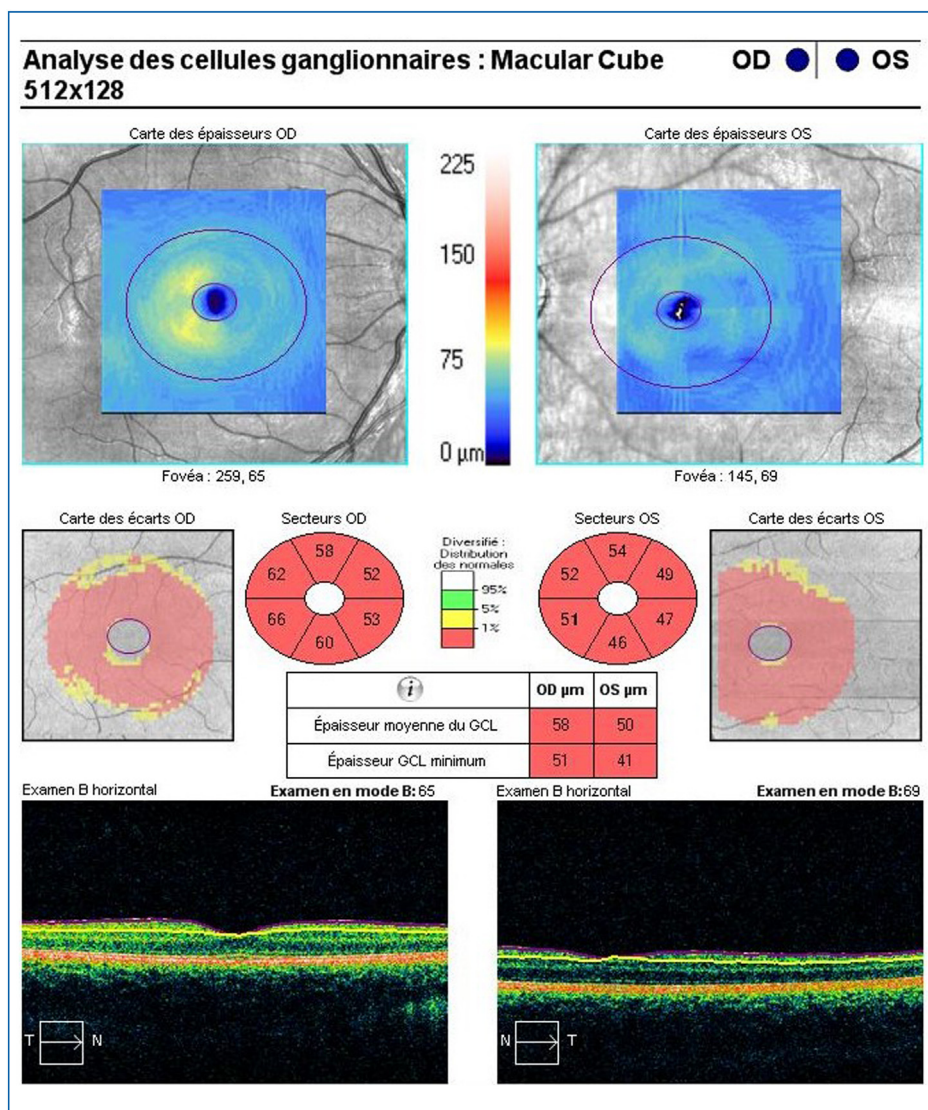 Analyse des cellules ganglionnaires : Macular Cube 512x128
OD OS
Carte des épaisseurs OD
Carte des épaisseurs OS
225
150
75
0 µm
Fovéa : 259, 65
Fovéa : 145, 69
Carte des écarts OD
Secteurs OD
Secteurs OS
Carte des écarts OS
58
62
52
66
53
60
Diversifié :
Distribution
des normales
95%
5%
1%
54
52
49
51
47
46
i OD µm OS µm
Épaisseur moyenne du GCL 58 50
Épaisseur GCL minimum 51 41
Examen B horizontal Examen en mode B: 65
Examen B horizontal Examen en mode B: 69
T N
N T